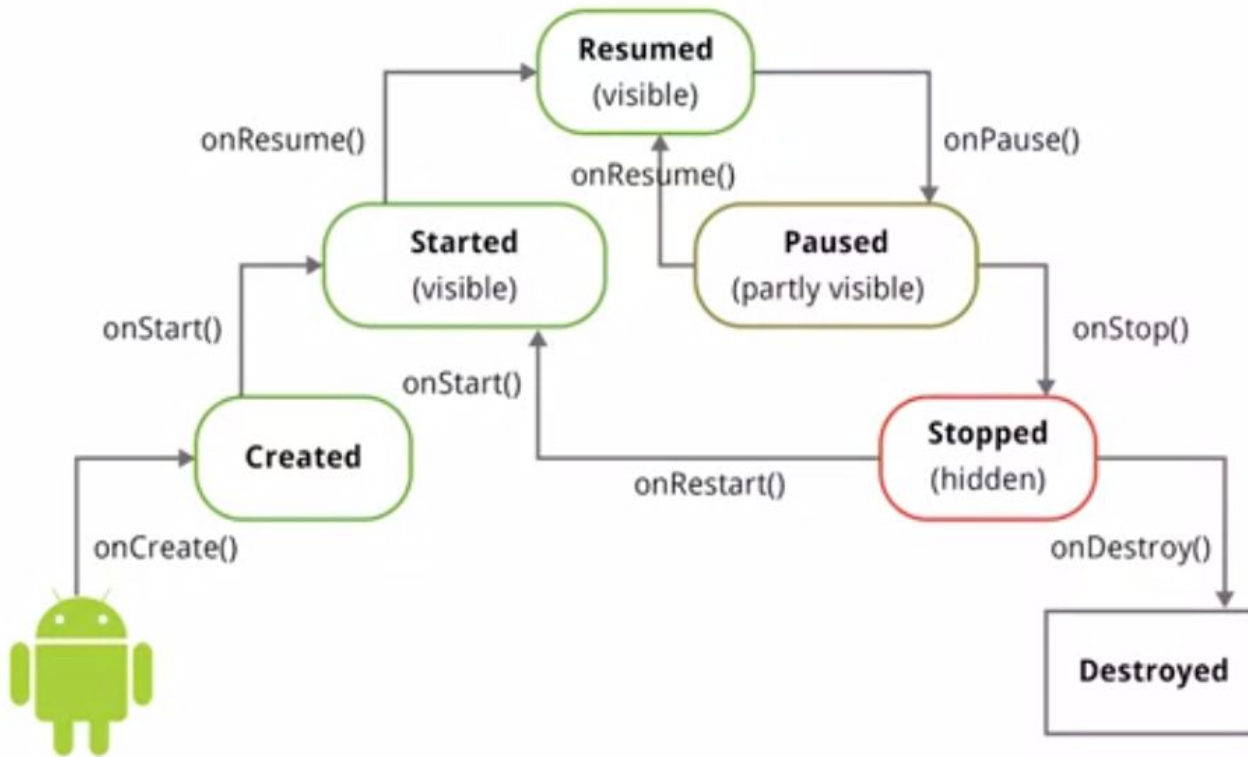 Resumed
(visible)
onResume()
onPause()
onResume()
Started
(visible)
Paused
(partly visible)
onStart()
onStop()
onStart()
Created
Stopped
(hidden)
onRestart()
onCreate()
onDestroy()
Destroyed